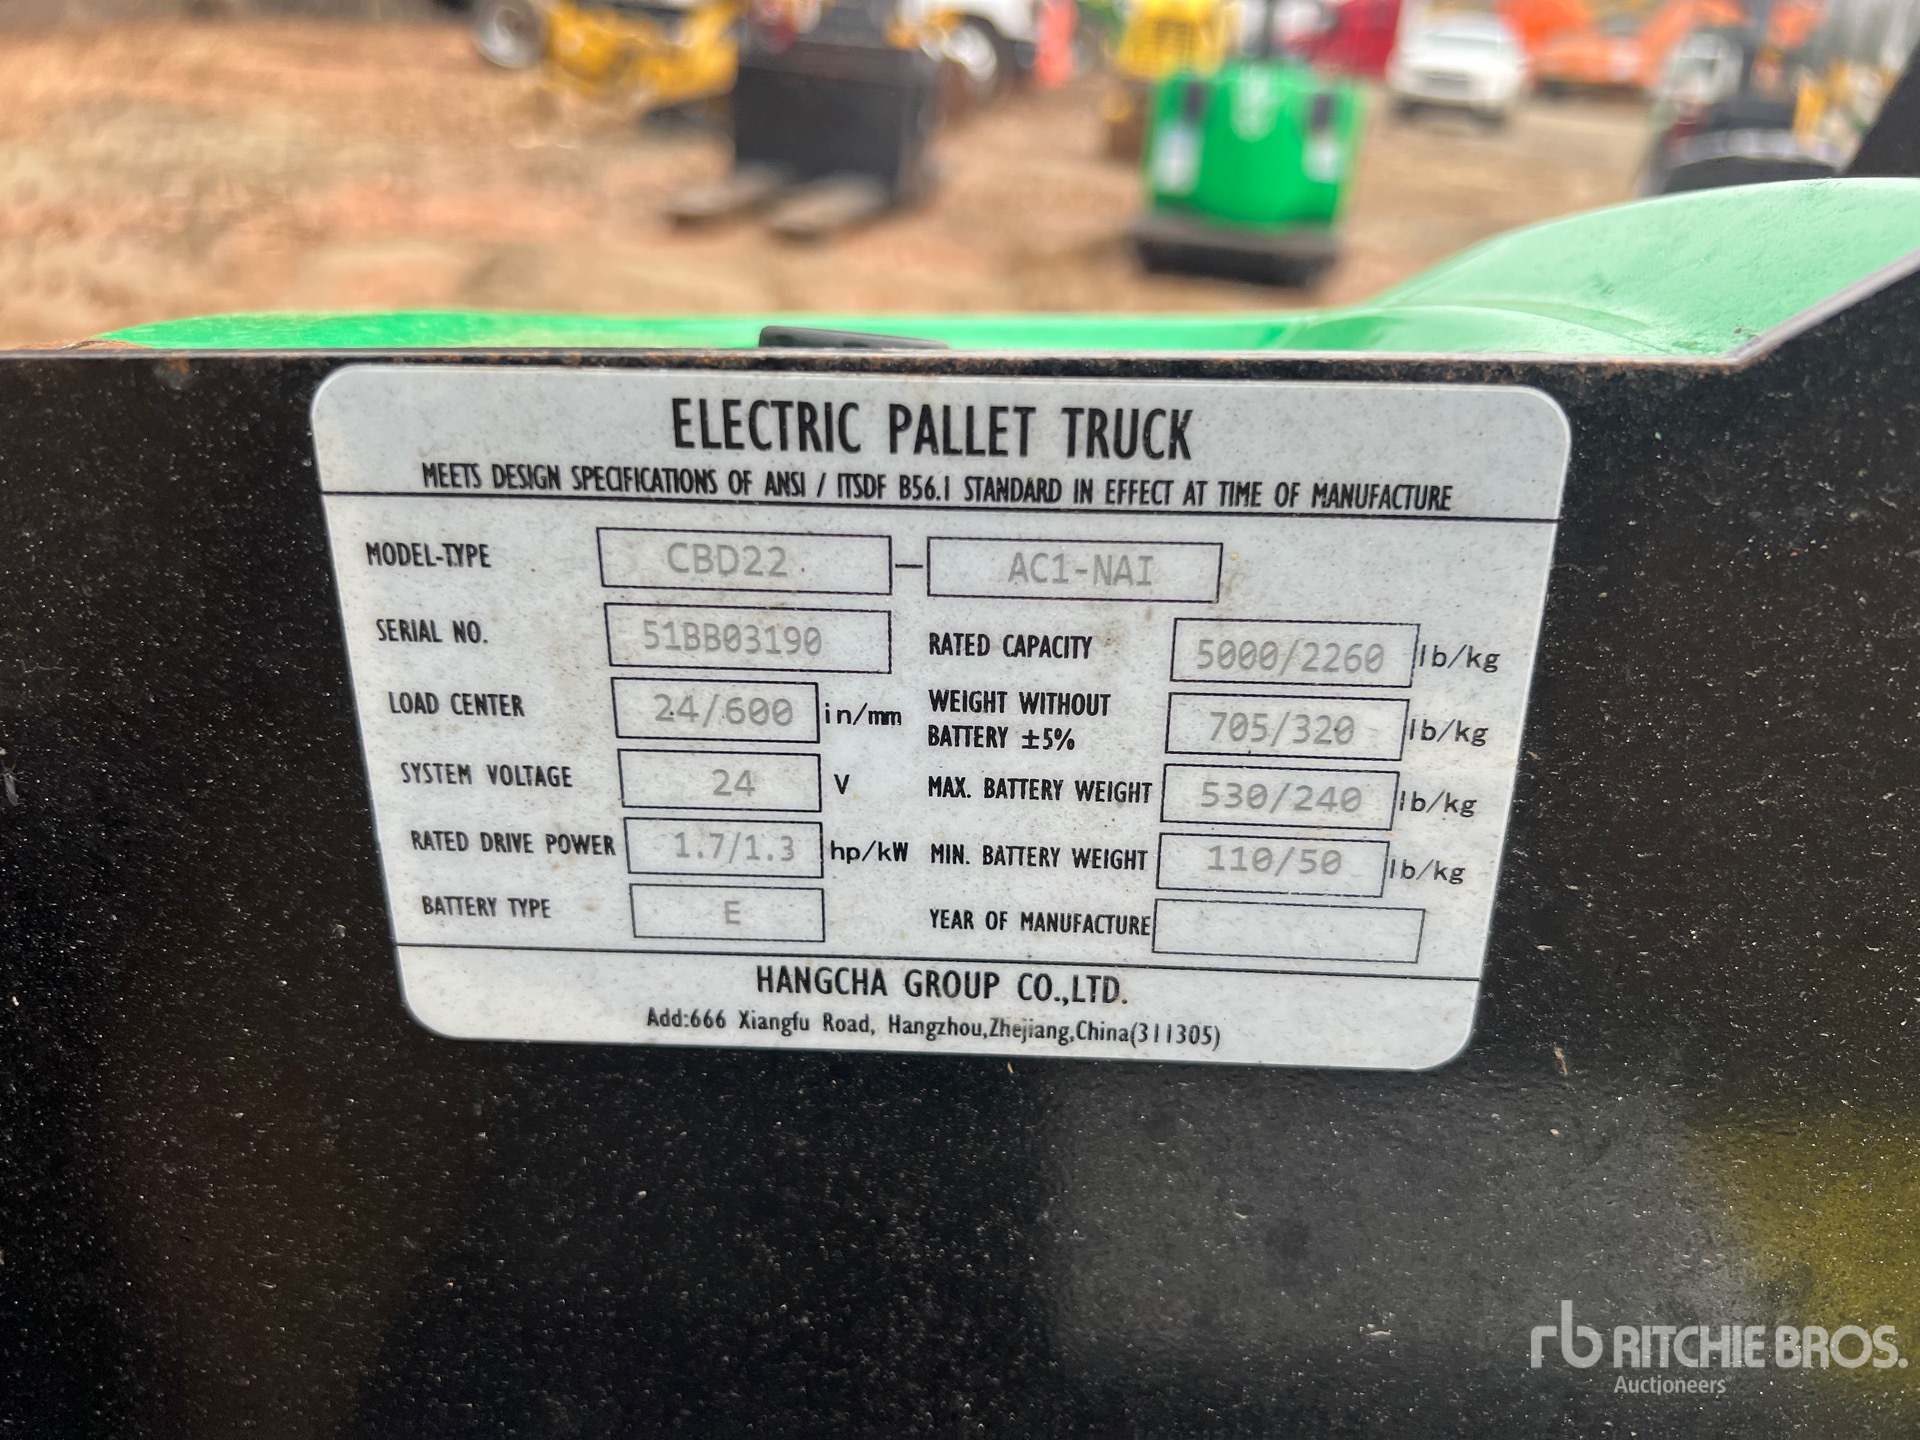 ELECTRIC PALLET TRUCK
MEETS DESIGN SPECIFICATIONS OF ANSI / ITSDF B56.1 STANDARD IN EFFECT AT TIME OF MANUFACTURE
MODEL-TYPE CBD22 — AC1-NAI
SERIAL NO. 51BB03190 RATED CAPACITY 5000/2260 lb/kg
LOAD CENTER 24/600 in/mm WEIGHT WITHOUT BATTERY ±5% 705/320 lb/kg
SYSTEM VOLTAGE 24 V MAX. BATTERY WEIGHT 530/240 lb/kg
RATED DRIVE POWER 1.7/1.3 hp/kW MIN. BATTERY WEIGHT 110/50 lb/kg
BATTERY TYPE E YEAR OF MANUFACTURE
HANGCHA GROUP CO.,LTD.
Add:666 Xiangfu Road, Hangzhou,Zhejiang,China(311305)
rb RITCHIE BROS.
Auctioneers